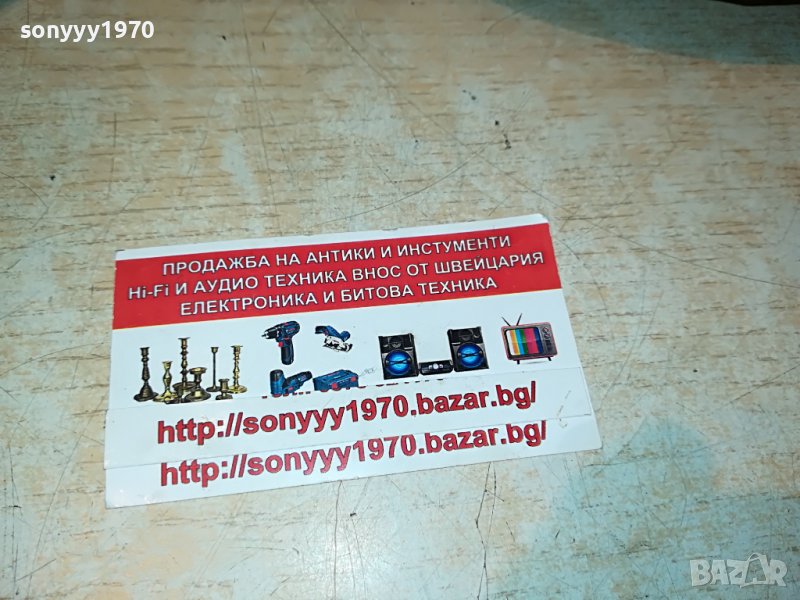 sonyyy1970
ПРОДАЖБА НА АНТИКИ И ИНСТУМЕНТИ
Hi-Fi И АУДИО ТЕХНИКА ВНОС ОТ ШВЕЙЦАРИЯ
ЕЛЕКТРОНИКА И БИТОВА ТЕХНИКА
http://sonyyy1970.bazar.bg/
http://sonyyy1970.bazar.bg/
BAZAR